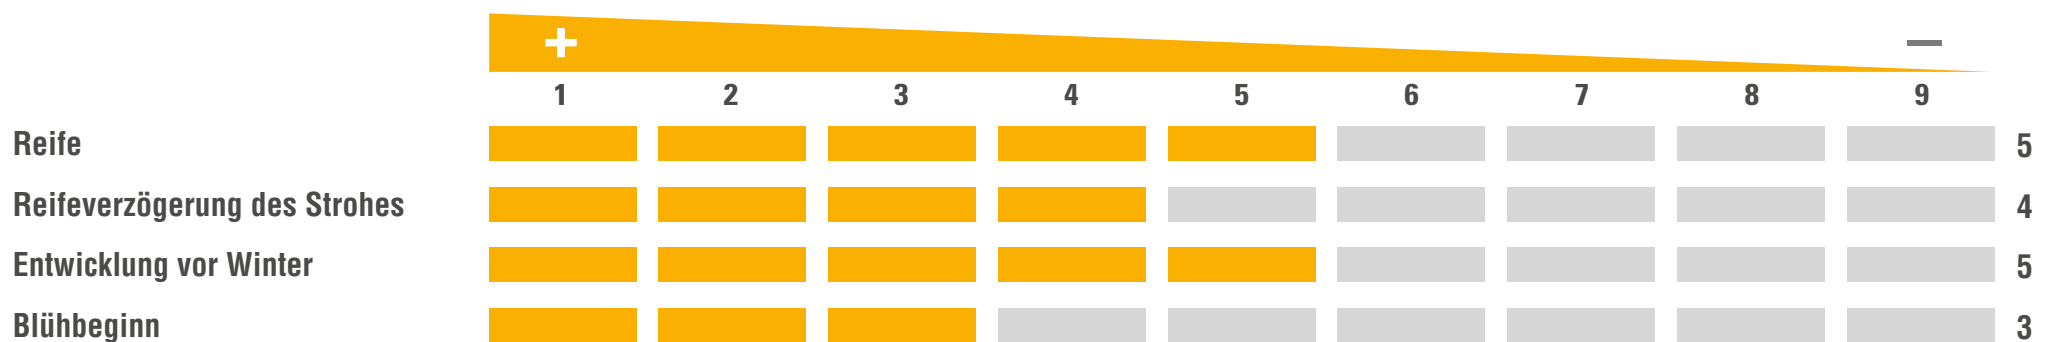 + –
1 2 3 4 5 6 7 8 9
Reife 5
Reifeverzögerung des Strohes 4
Entwicklung vor Winter 5
Blühbeginn 3